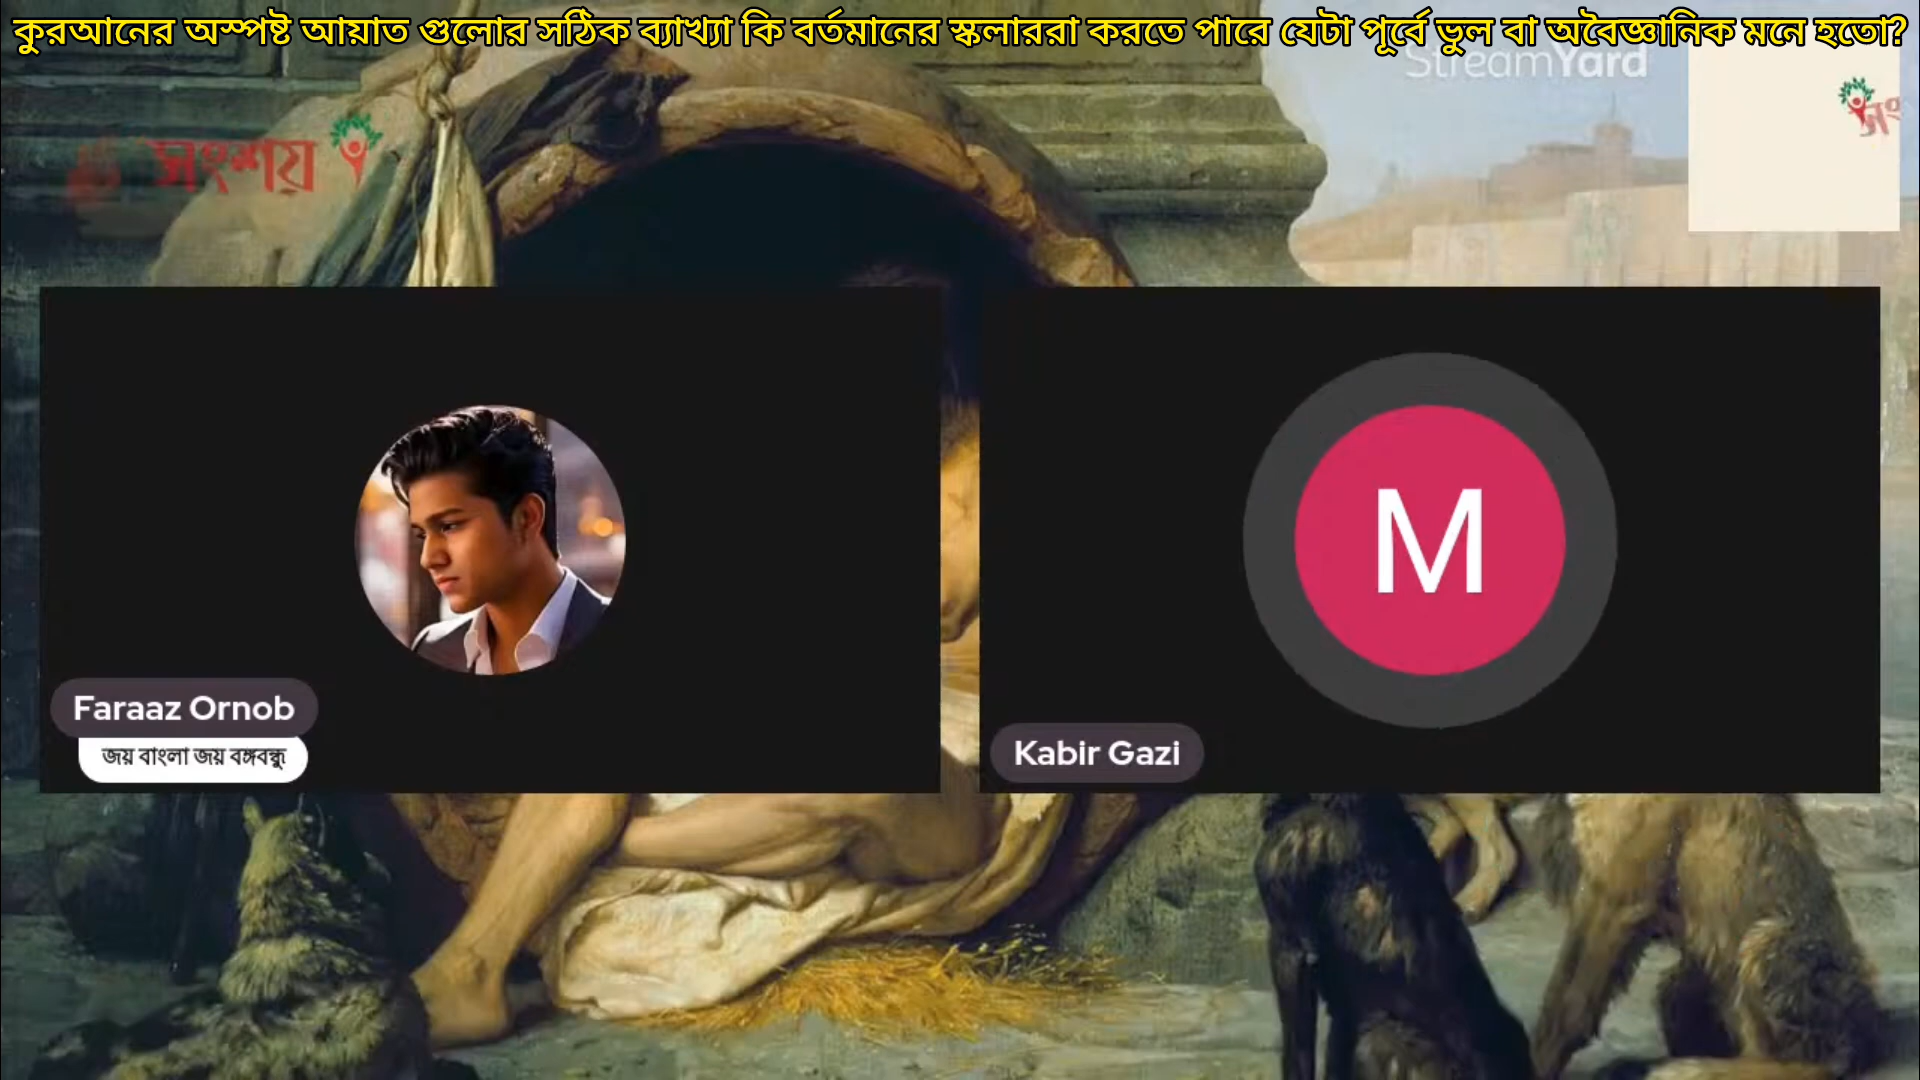 কুরআনের অস্পষ্ট আয়াত গুলোর সঠিক ব্যাখ্যা কি বর্তমানের স্কলাররা করতে পারে যেটা পূর্বে ভুল বা অবৈজ্ঞানিক মনে হতো?
StreamYard
সংশয়
সং
M
Faraaz Ornob
জয় বাংলা জয় বঙ্গবন্ধু
Kabir Gazi